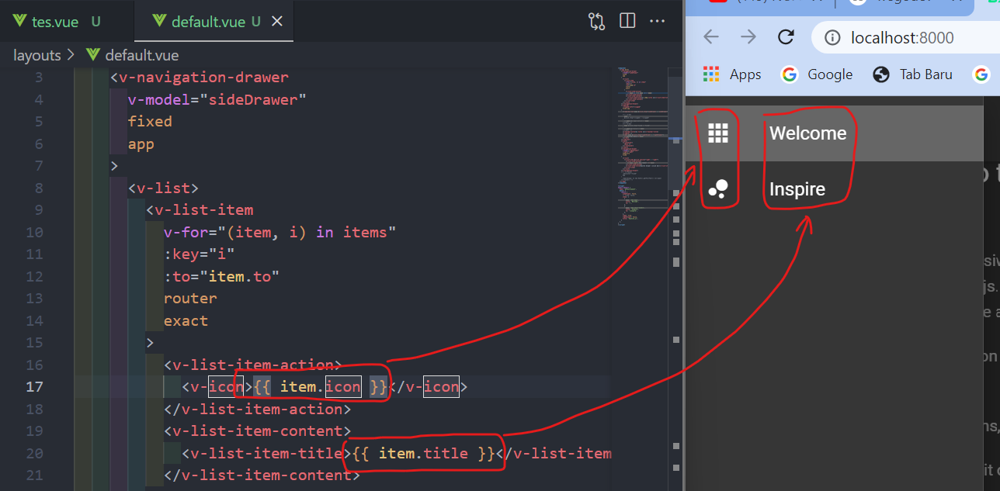 tes.vue U
default.vue U
layouts > default.vue
3 <v-navigation-drawer
4 v-model="sideDrawer"
5 fixed
6 app
7 >
8 <v-list>
9 <v-list-item
10 v-for="(item, i) in items"
11 :key="i"
12 :to="item.to"
13 router
14 exact
15 >
16 <v-list-item-action>
17 <v-icon>{{ item.icon }}</v-icon>
18 </v-list-item-action>
19 <v-list-item-content>
20 <v-list-item-title>{{ item.title }}</v-list-item
21 </v-list-item-content>
localhost:8000
Apps Google Tab Baru
Welcome
Inspire
js.